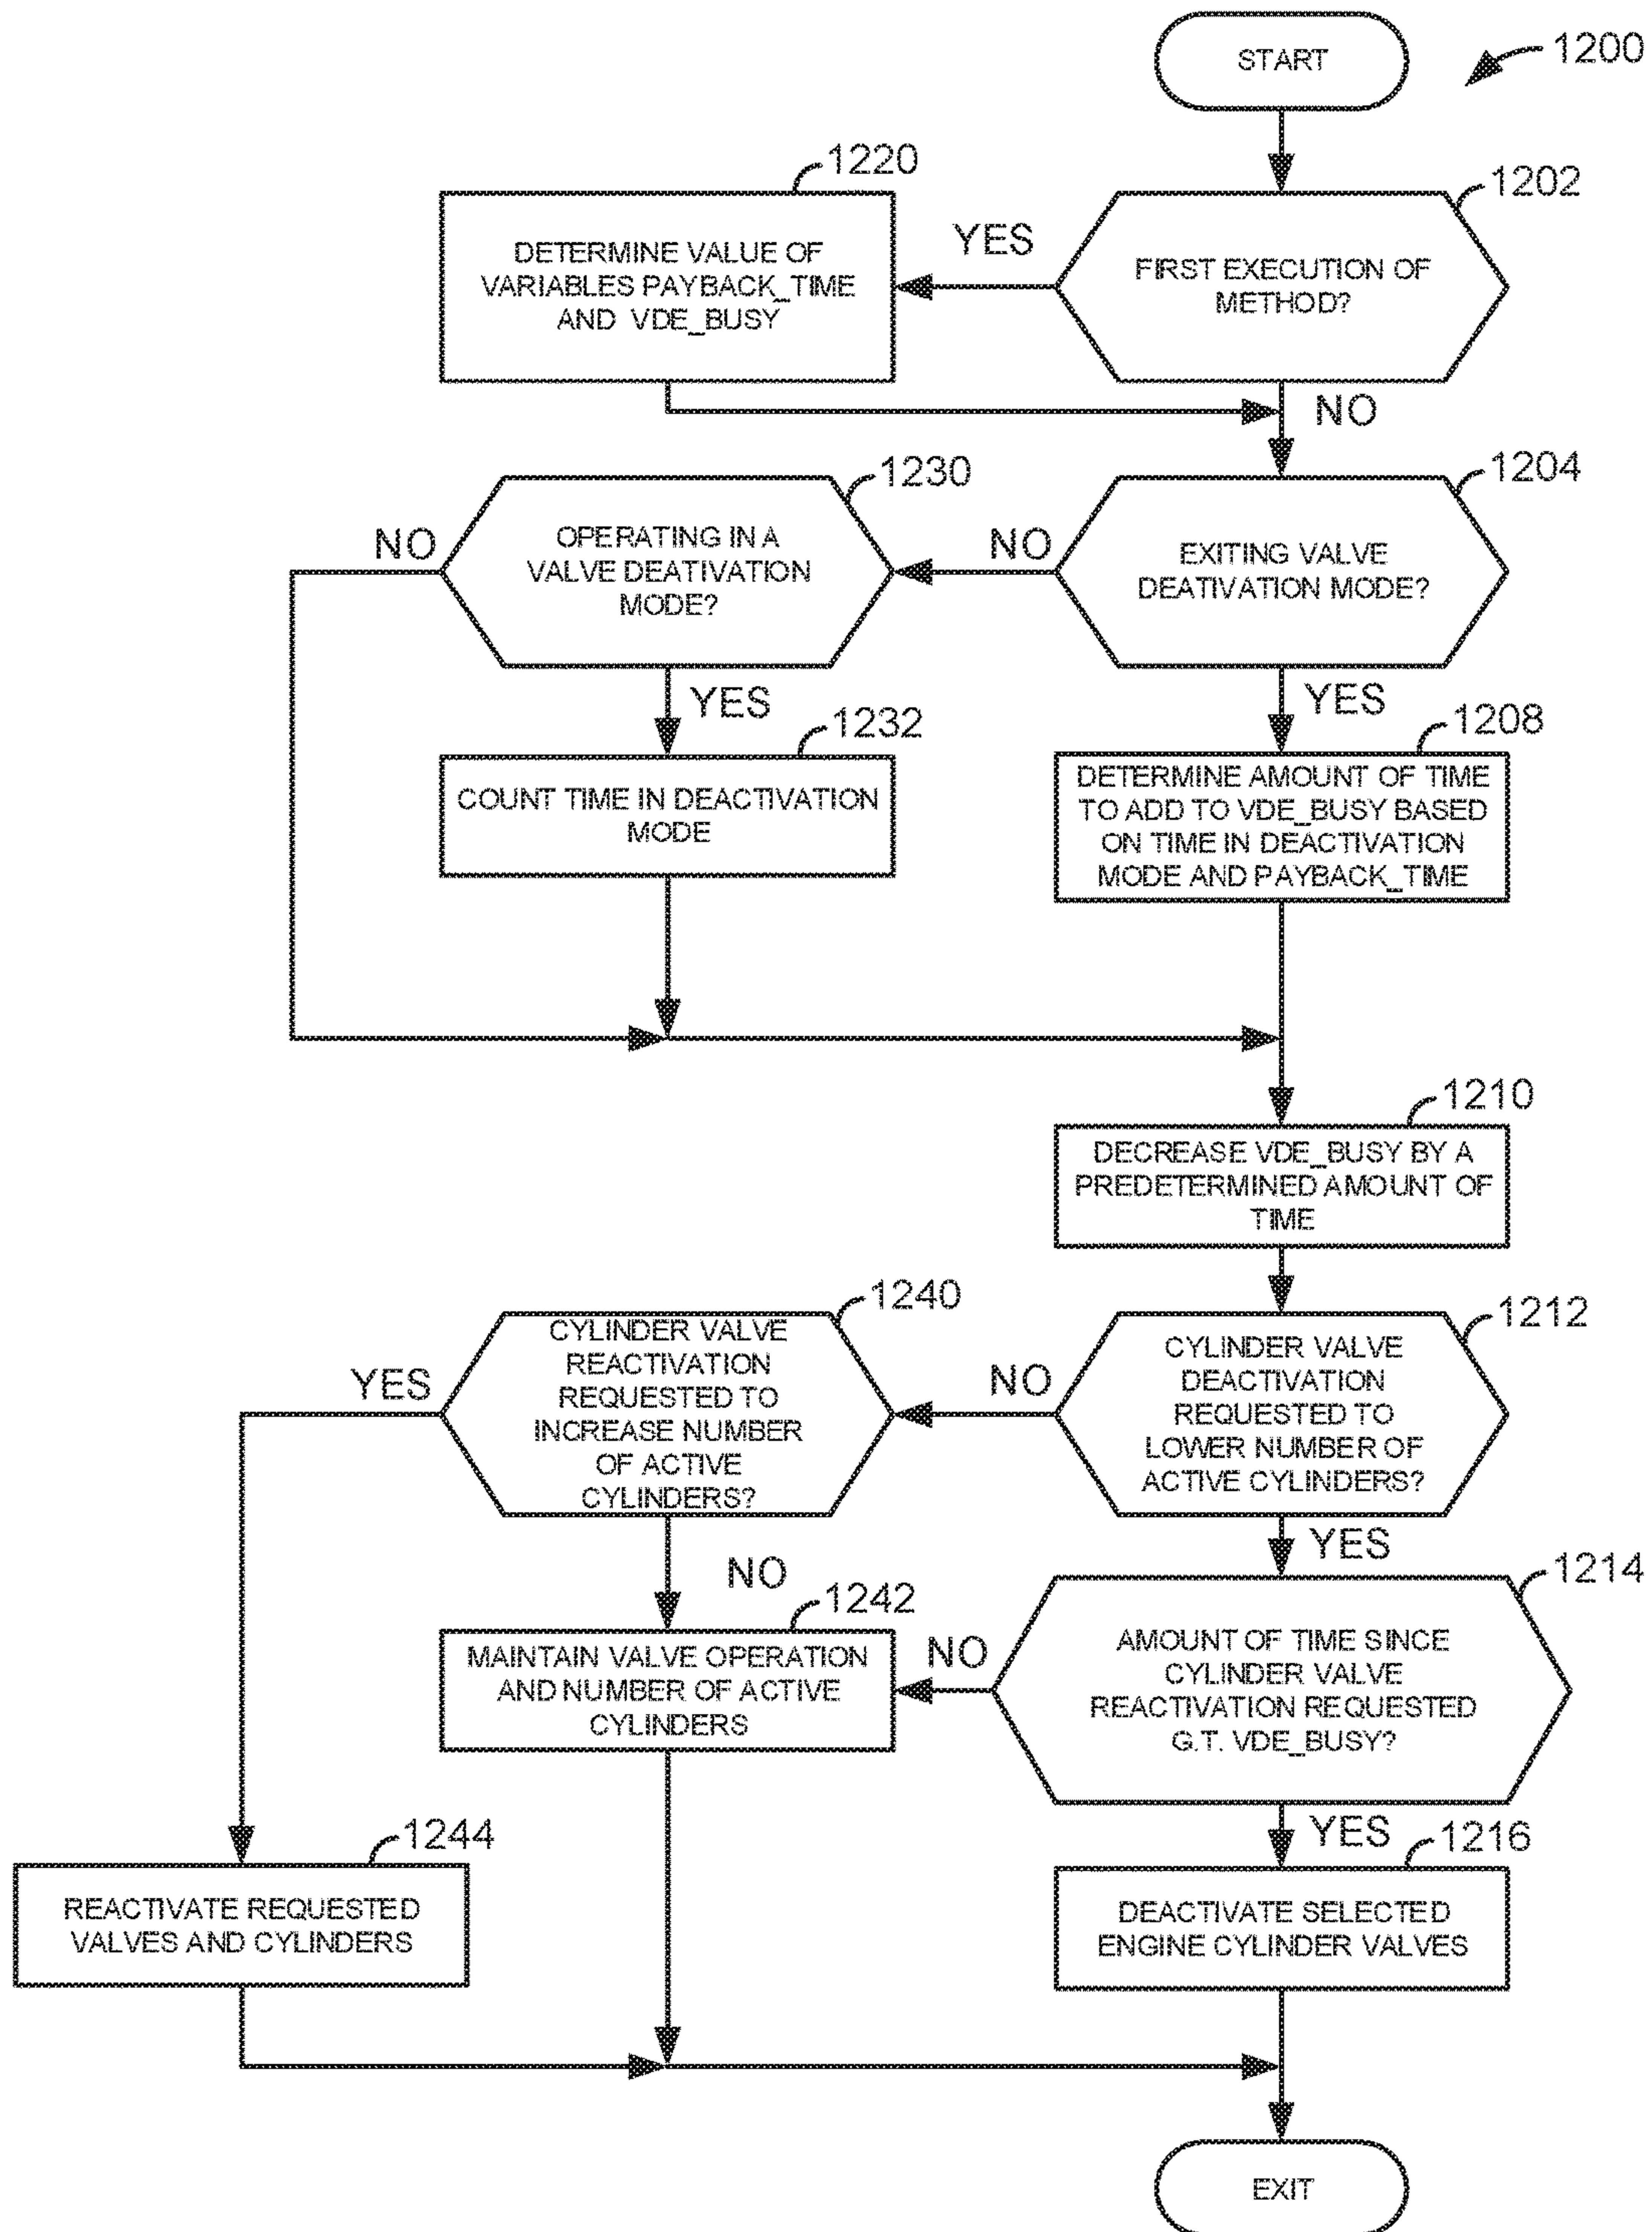 START
1200
1220
1202
DETERMINE VALUE OF
VARIABLES PAYBACK_TIME
AND VDE_BUSY
YES
FIRST EXECUTION OF
METHOD?
NO
1230
1204
NO
OPERATING IN A
VALVE DEATIVATION
MODE?
NO
EXITING VALVE
DEATIVATION MODE?
YES
YES
1232
1208
COUNT TIME IN DEACTIVATION
MODE
DETERMINE AMOUNT OF TIME
TO ADD TO VDE_BUSY BASED
ON TIME IN DEACTIVATION
MODE AND PAYBACK_TIME
1210
DECREASE VDE_BUSY BY A
PREDETERMINED AMOUNT OF
TIME
1240
1212
YES
CYLINDER VALVE
REACTIVATION
REQUESTED TO
INCREASE NUMBER
OF ACTIVE
CYLINDERS?
NO
CYLINDER VALVE
DEACTIVATION
REQUESTED TO
LOWER NUMBER OF
ACTIVE CYLINDERS?
YES
NO
1214
1242
MAINTAIN VALVE OPERATION
AND NUMBER OF ACTIVE
CYLINDERS
NO
AMOUNT OF TIME SINCE
CYLINDER VALVE
REACTIVATION REQUESTED
G.T. VDE_BUSY?
YES
1244
1216
REACTIVATE REQUESTED
VALVES AND CYLINDERS
DEACTIVATE SELECTED
ENGINE CYLINDER VALVES
EXIT